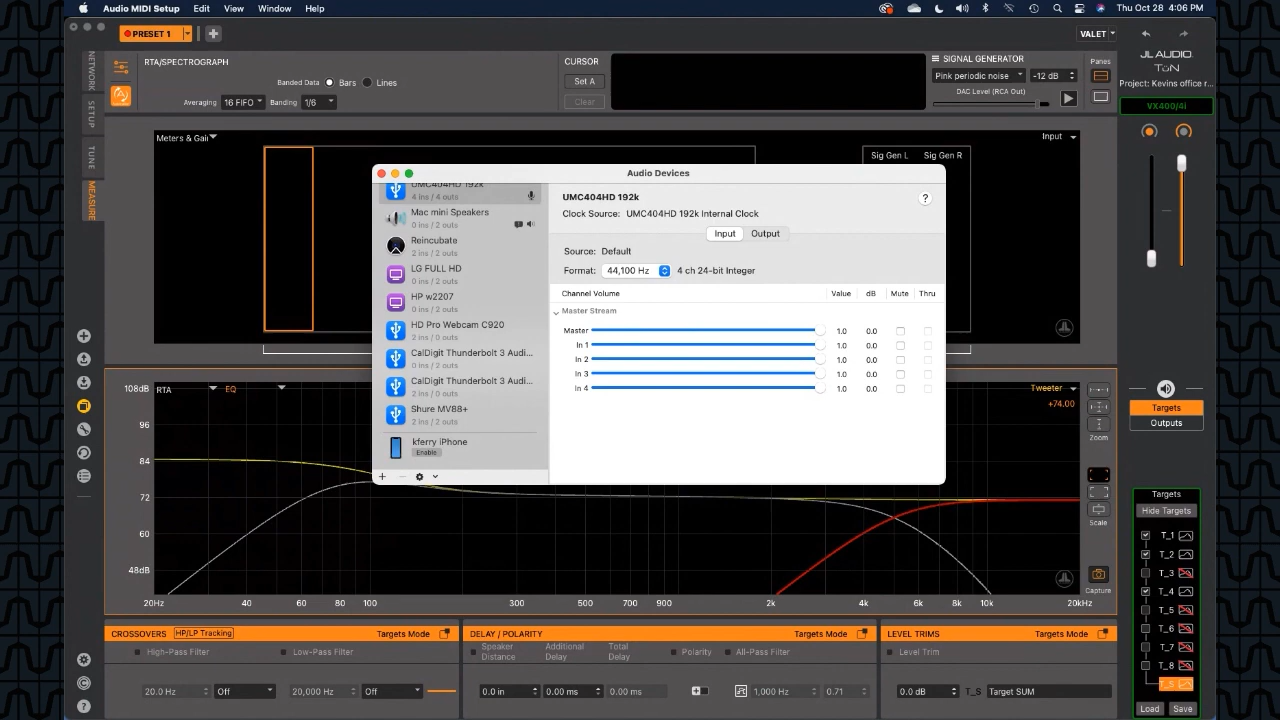 Audio MIDI Setup Edit View Window Help Thu Oct 28 4:06 PM
PRESET 1 VALET
NETWORK
SETUP
TUNE
MEASURE
RTA/SPECTROGRAPH
Banded Data Bars Lines
Averaging 16 FIFO Banding 1/6
CURSOR
Set A
Clear
SIGNAL GENERATOR
Pink periodic noise -12 dB
DAC Level (RCA Out)
Panes
JL AUDIO
TüN
Project: Kevins office r...
VX400/4i
Meters & Gai
Input
Sig Gen L Sig Gen R
Audio Devices
UMC404HD 192k
4 ins / 4 outs
Mac mini Speakers
0 ins / 2 outs
Reincubate
2 ins / 2 outs
LG FULL HD
0 ins / 2 outs
HP w2207
0 ins / 2 outs
HD Pro Webcam C920
2 ins / 0 outs
CalDigit Thunderbolt 3 Audi...
0 ins / 2 outs
CalDigit Thunderbolt 3 Audi...
2 ins / 0 outs
Shure MV88+
2 ins / 2 outs
kferry iPhone
Enable
UMC404HD 192k
?
Clock Source: UMC404HD 192k Internal Clock
Input Output
Source: Default
Format: 44,100 Hz 4 ch 24-bit Integer
Channel Volume Value dB Mute Thru
Master Stream
Master 1.0 0.0
In 1 1.0 0.0
In 2 1.0 0.0
In 3 1.0 0.0
In 4 1.0 0.0
108dB RTA EQ
96
84
72
60
48dB
20Hz 40 60 80 100 300 500 700 900 2k 4k 6k 8k 10k 20kHz
Tweeter
+74.00
Zoom
Scale
Capture
Targets
Outputs
Targets
Hide Targets
T_1
T_2
T_3
T_4
T_5
T_6
T_7
T_8
T_S
Load Save
CROSSOVERS HP/LP Tracking Targets Mode
High-Pass Filter Low-Pass Filter
20.0 Hz Off 20,000 Hz Off
DELAY / POLARITY Targets Mode
Speaker Distance Additional Delay Total Delay Polarity All-Pass Filter
0.0 in 0.00 ms 0.00 ms 1,000 Hz 0.71
LEVEL TRIMS Targets Mode
Level Trim
0.0 dB T_S Target SUM